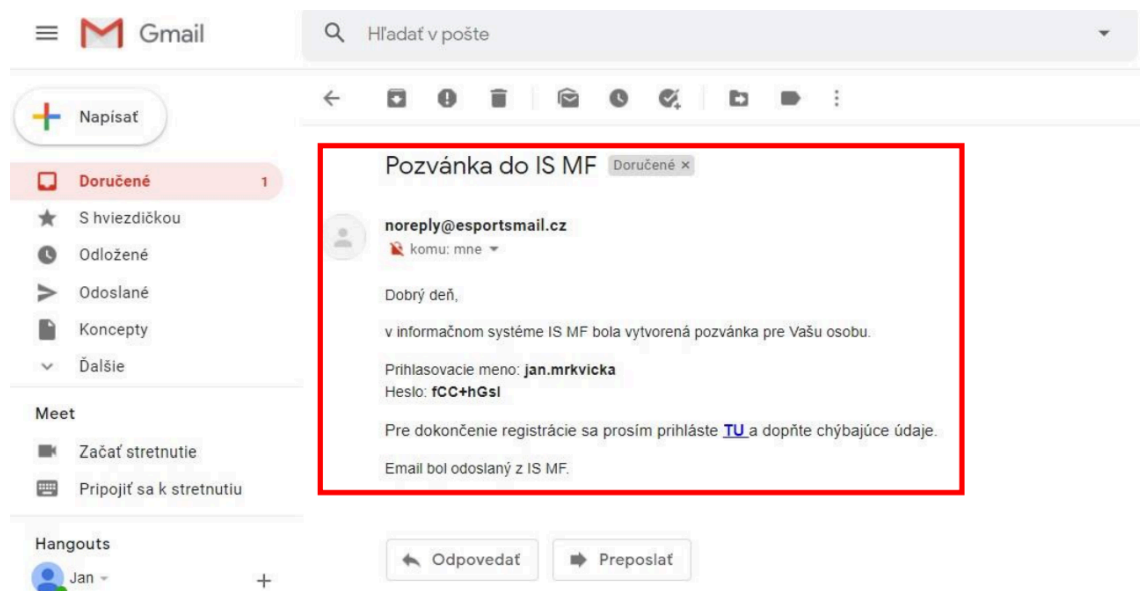 Gmail
Hľadať v pošte
Napísať
Doručené 1
S hviezdičkou
Odložené
Odoslané
Koncepty
Ďalšie
Meet
Začať stretnutie
Pripojiť sa k stretnutiu
Hangouts
Jan
Pozvánka do IS MF Doručené ×
noreply@esportsmail.cz
komu: mne
Dobrý deň,
v informačnom systéme IS MF bola vytvorená pozvánka pre Vašu osobu.
Prihlasovacie meno: jan.mrkvicka
Heslo: fCC+hGsl
Pre dokončenie registrácie sa prosím prihláste TU a dopňte chýbajúce údaje.
Email bol odoslaný z IS MF.
Odpovedať
Preposlať